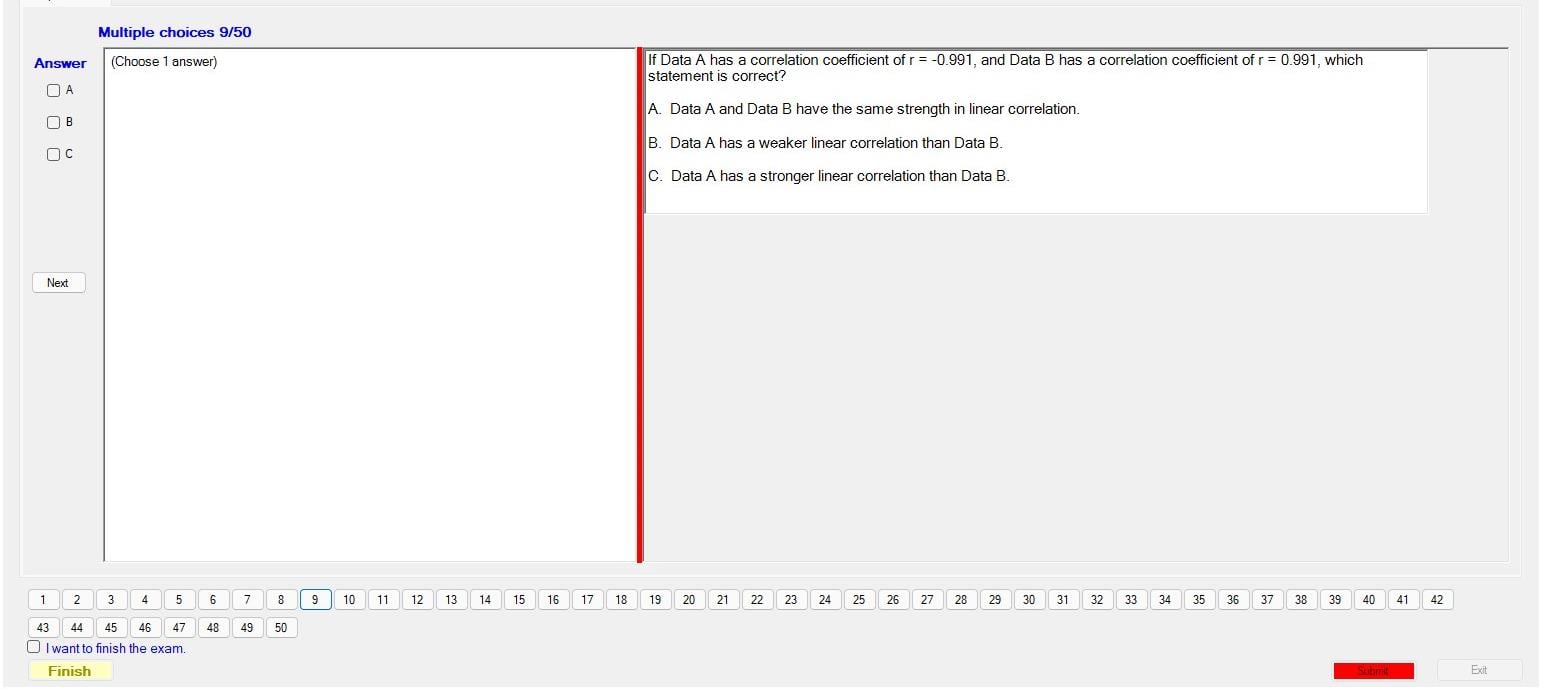 Multiple choices 9/50
Answer
(Choose 1 answer)
A
B
C
Next
If Data A has a correlation coefficient of r = -0.991, and Data B has a correlation coefficient of r = 0.991, which
statement is correct?
A. Data A and Data B have the same strength in linear correlation.
B. Data A has a weaker linear correlation than Data B.
C. Data A has a stronger linear correlation than Data B.
1 2 3 4 5 6 7 8 9 10 11 12 13 14 15 16 17 18 19 20 21 22 23 24 25 26 27 28 29 30 31 32 33 34 35 36 37 38 39 40 41 42
43 44 45 46 47 48 49 50
I want to finish the exam.
Finish
Submit
Exit